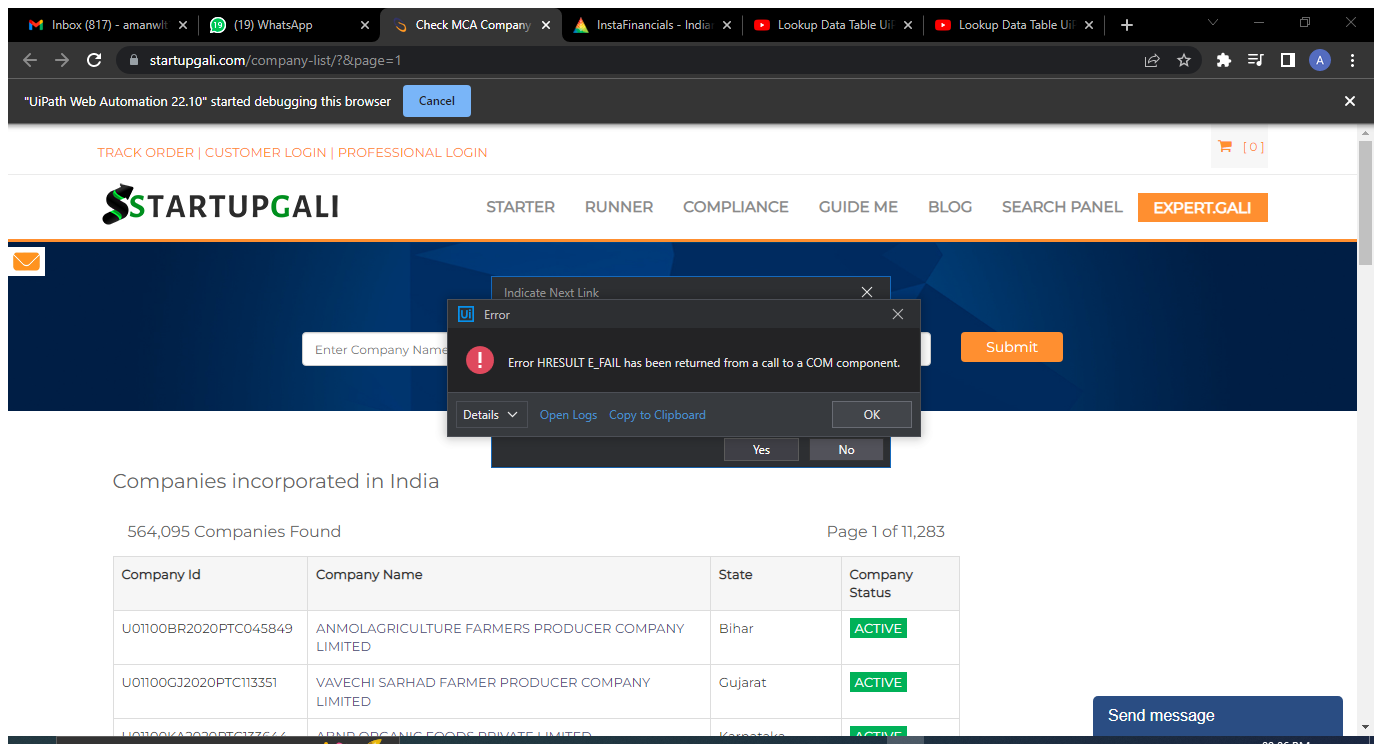 Inbox (817) - amanwlt
(19) WhatsApp
Check MCA Company
InstaFinancials - India
Lookup Data Table UiP
Lookup Data Table UiP
startupgali.com/company-list/?&page=1
A
"UiPath Web Automation 22.10" started debugging this browser
Cancel
TRACK ORDER | CUSTOMER LOGIN | PROFESSIONAL LOGIN
[ 0 ]
STARTUPGALI
STARTER
RUNNER
COMPLIANCE
GUIDE ME
BLOG
SEARCH PANEL
EXPERT.GALI
Indicate Next Link
Ui Error
Enter Company Name
Submit
Error HRESULT E_FAIL has been returned from a call to a COM component.
Details
Open Logs
Copy to Clipboard
OK
Yes
No
Companies incorporated in India
564,095 Companies Found
Page 1 of 11,283
Company Id
Company Name
State
Company
Status
U01100BR2020PTC045849
ANMOLAGRICULTURE FARMERS PRODUCER COMPANY
LIMITED
Bihar
ACTIVE
U01100GJ2020PTC113351
VAVECHI SARHAD FARMER PRODUCER COMPANY
LIMITED
Gujarat
ACTIVE
Send message